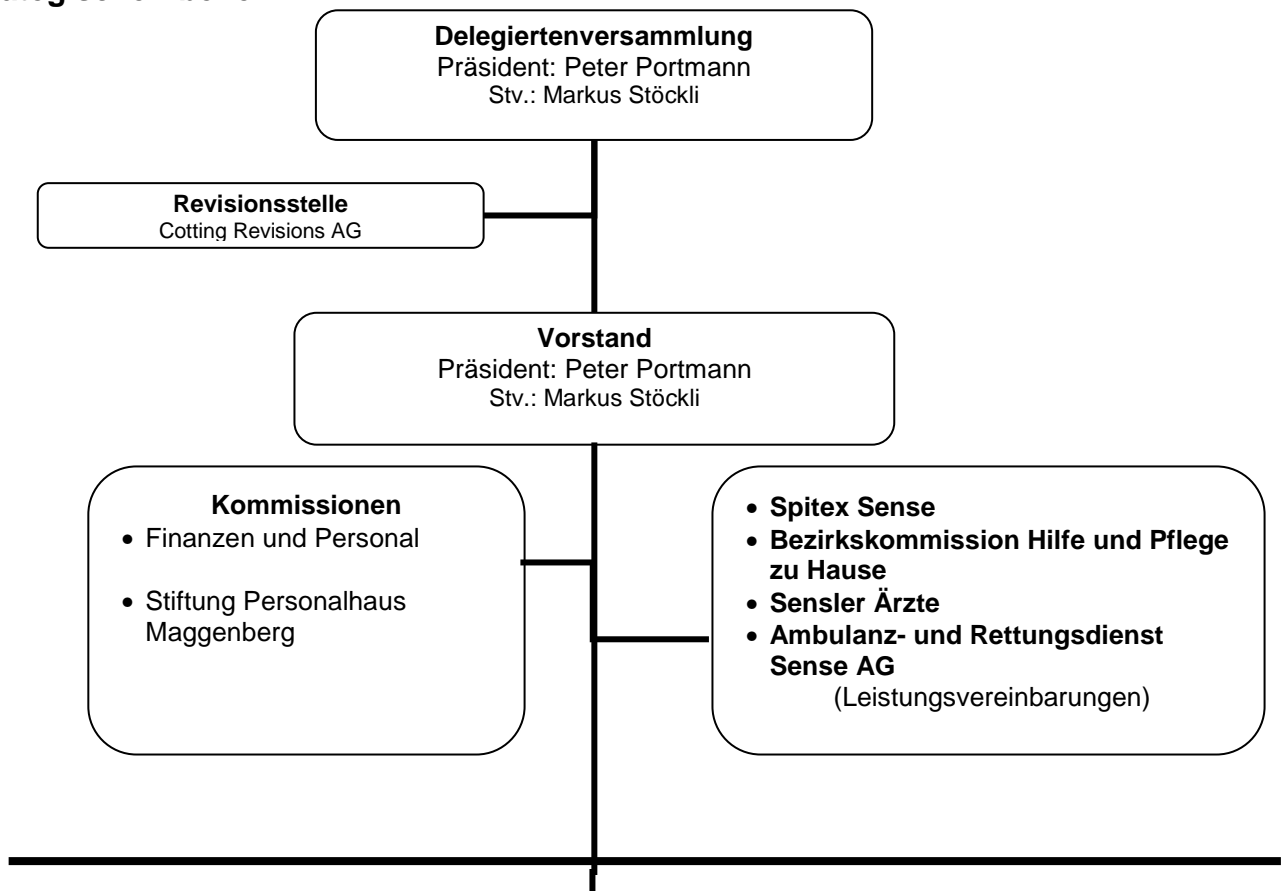 Delegiertenversammlung
Präsident: Peter Portmann
Stv.: Markus Stöckli
Revisionsstelle
Cotting Revisions AG
Vorstand
Präsident: Peter Portmann
Stv.: Markus Stöckli
Kommissionen
• Finanzen und Personal
• Stiftung Personalhaus
Maggenberg
• Spitex Sense
• Bezirkskommission Hilfe und Pflege
zu Hause
• Sensler Ärzte
• Ambulanz- und Rettungsdienst
Sense AG
(Leistungsvereinbarungen)